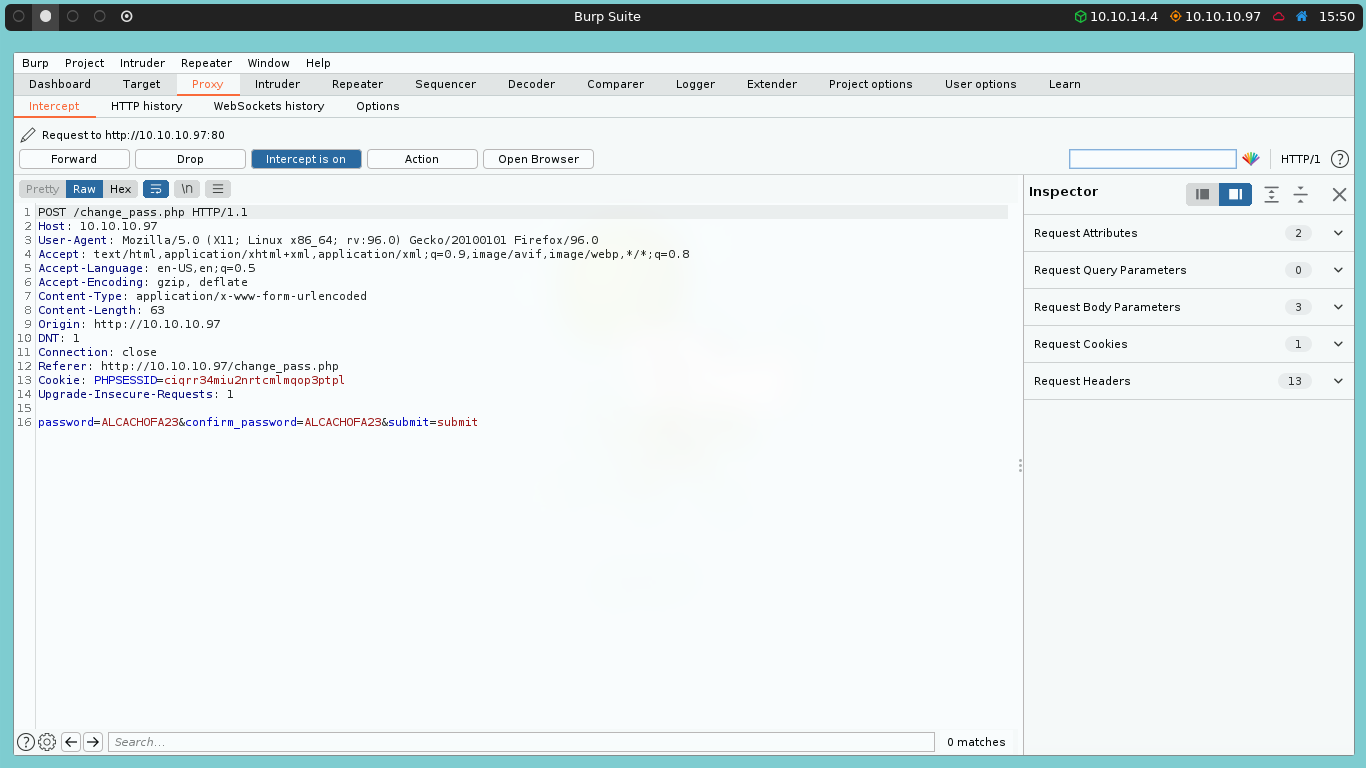 Burp Suite
10.10.14.4 10.10.10.97 15:50
Burp Project Intruder Repeater Window Help
Dashboard Target Proxy Intruder Repeater Sequencer Decoder Comparer Logger Extender Project options User options Learn
Intercept HTTP history WebSockets history Options
Request to http://10.10.10.97:80
Forward Drop Intercept is on Action Open Browser HTTP/1 ?
Pretty Raw Hex \n
Inspector
1 POST /change_pass.php HTTP/1.1
2 Host: 10.10.10.97
3 User-Agent: Mozilla/5.0 (X11; Linux x86_64; rv:96.0) Gecko/20100101 Firefox/96.0
4 Accept: text/html,application/xhtml+xml,application/xml;q=0.9,image/avif,image/webp,*/*;q=0.8
5 Accept-Language: en-US,en;q=0.5
6 Accept-Encoding: gzip, deflate
7 Content-Type: application/x-www-form-urlencoded
8 Content-Length: 63
9 Origin: http://10.10.10.97
10 DNT: 1
11 Connection: close
12 Referer: http://10.10.10.97/change_pass.php
13 Cookie: PHPSESSID=ciqrr34miu2nrtcmlmqop3ptpl
14 Upgrade-Insecure-Requests: 1
15
16 password=ALCACHOFA23&confirm_password=ALCACHOFA23&submit=submit
Request Attributes 2
Request Query Parameters 0
Request Body Parameters 3
Request Cookies 1
Request Headers 13
? Search... 0 matches